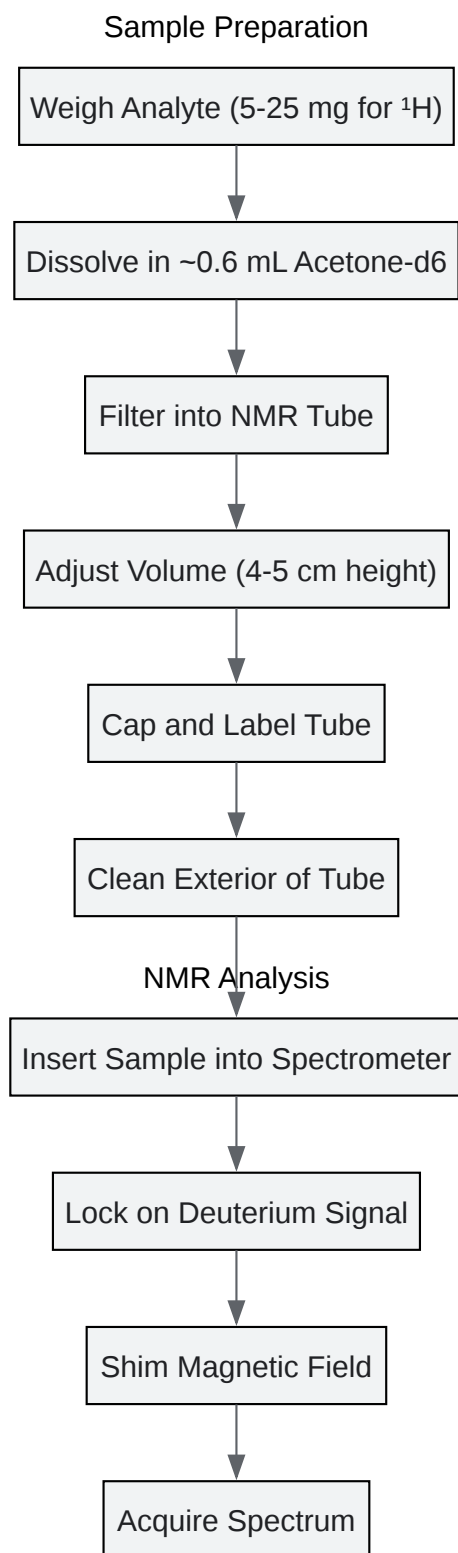 Sample Preparation
Weigh Analyte (5-25 mg for ¹H)
Dissolve in ~0.6 mL Acetone-d6
Filter into NMR Tube
Adjust Volume (4-5 cm height)
Cap and Label Tube
Clean Exterior of Tube
NMR Analysis
Insert Sample into Spectrometer
Lock on Deuterium Signal
Shim Magnetic Field
Acquire Spectrum